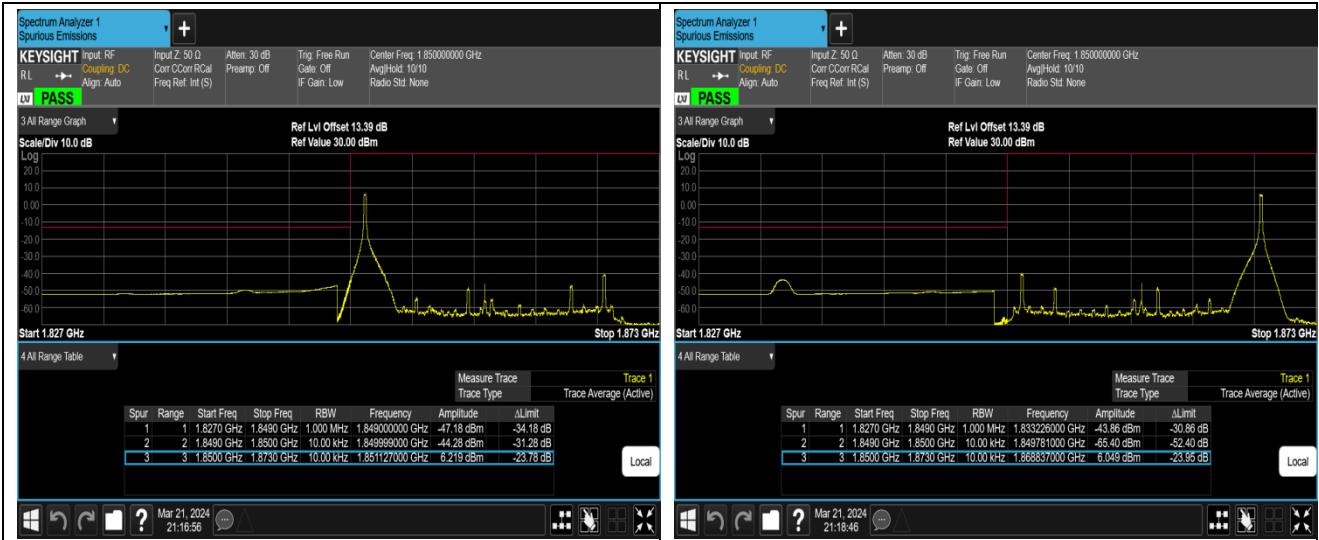 Spectrum Analyzer 1
Spurious Emissions
+
KEYSIGHT Input: RF Input Z: 50 Ω Atten: 30 dB Trig: Free Run Center Freq: 1.850000000 GHz
RL Coupling: DC Corr CCorr RCal Preamp: Off Gate: Off Avg|Hold: 10/10
Align: Auto Freq Ref: Int (S) IF Gain: Low Radio Std: None
LXI PASS
3 All Range Graph
Ref Lvl Offset 13.39 dB
Scale/Div 10.0 dB Ref Value 30.00 dBm
Log
20.0
10.0
0.00
-10.0
-20.0
-30.0
-40.0
-50.0
-60.0
Start 1.827 GHz Stop 1.873 GHz
4 All Range Table
Measure Trace Trace 1
Trace Type Trace Average (Active)
Spur Range Start Freq Stop Freq RBW Frequency Amplitude ΔLimit
1 1 1.8270 GHz 1.8490 GHz 1.000 MHz 1.849000000 GHz -47.18 dBm -34.18 dB
2 2 1.8490 GHz 1.8500 GHz 10.00 kHz 1.849999000 GHz -44.28 dBm -31.28 dB
3 3 1.8500 GHz 1.8730 GHz 10.00 kHz 1.851127000 GHz 6.219 dBm -23.78 dB
Local
?
Mar 21, 2024
21:16:56
Spectrum Analyzer 1
Spurious Emissions
+
KEYSIGHT Input: RF Input Z: 50 Ω Atten: 30 dB Trig: Free Run Center Freq: 1.850000000 GHz
RL Coupling: DC Corr CCorr RCal Preamp: Off Gate: Off Avg|Hold: 10/10
Align: Auto Freq Ref: Int (S) IF Gain: Low Radio Std: None
LXI PASS
3 All Range Graph
Ref Lvl Offset 13.39 dB
Scale/Div 10.0 dB Ref Value 30.00 dBm
Log
20.0
10.0
0.00
-10.0
-20.0
-30.0
-40.0
-50.0
-60.0
Start 1.827 GHz Stop 1.873 GHz
4 All Range Table
Measure Trace Trace 1
Trace Type Trace Average (Active)
Spur Range Start Freq Stop Freq RBW Frequency Amplitude ΔLimit
1 1 1.8270 GHz 1.8490 GHz 1.000 MHz 1.833226000 GHz -43.86 dBm -30.86 dB
2 2 1.8490 GHz 1.8500 GHz 10.00 kHz 1.849781000 GHz -65.40 dBm -52.40 dB
3 3 1.8500 GHz 1.8730 GHz 10.00 kHz 1.868837000 GHz 6.049 dBm -23.95 dB
Local
?
Mar 21, 2024
21:18:46